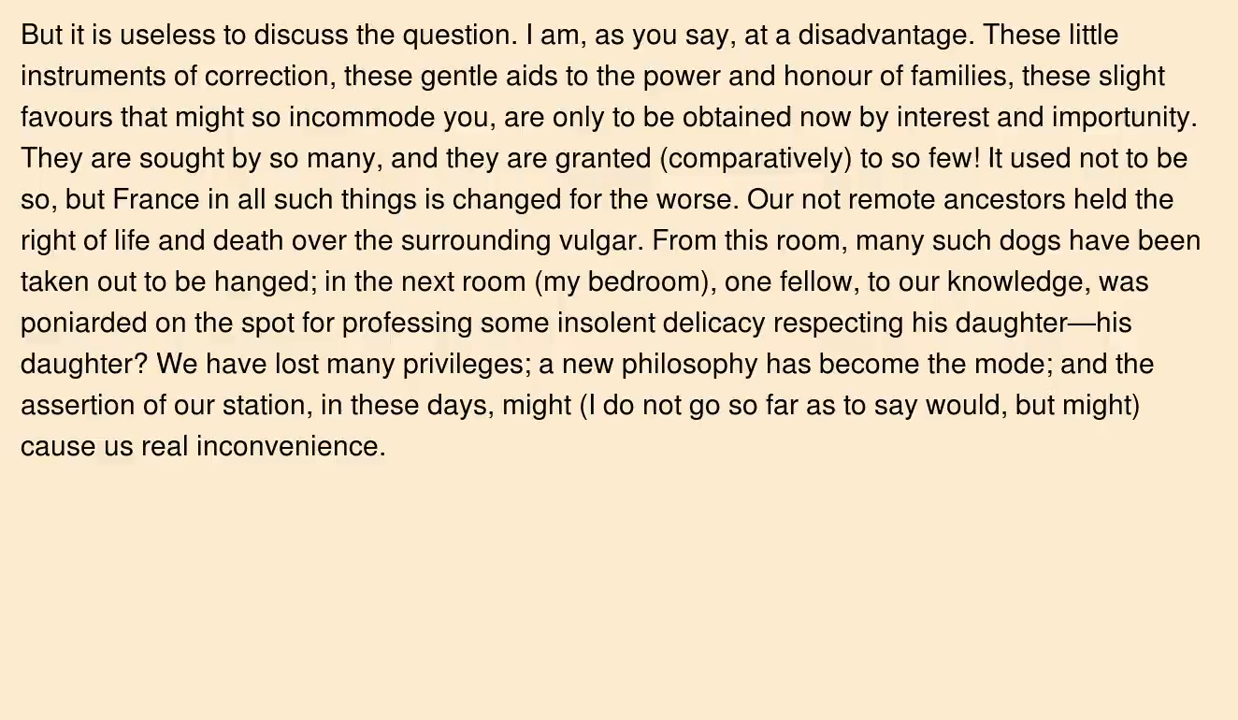 But it is useless to discuss the question. I am, as you say, at a disadvantage. These little
instruments of correction, these gentle aids to the power and honour of families, these slight
favours that might so incommode you, are only to be obtained now by interest and importunity.
They are sought by so many, and they are granted (comparatively) to so few! It used not to be
so, but France in all such things is changed for the worse. Our not remote ancestors held the
right of life and death over the surrounding vulgar. From this room, many such dogs have been
taken out to be hanged; in the next room (my bedroom), one fellow, to our knowledge, was
poniarded on the spot for professing some insolent delicacy respecting his daughter—his
daughter? We have lost many privileges; a new philosophy has become the mode; and the
assertion of our station, in these days, might (I do not go so far as to say would, but might)
cause us real inconvenience.